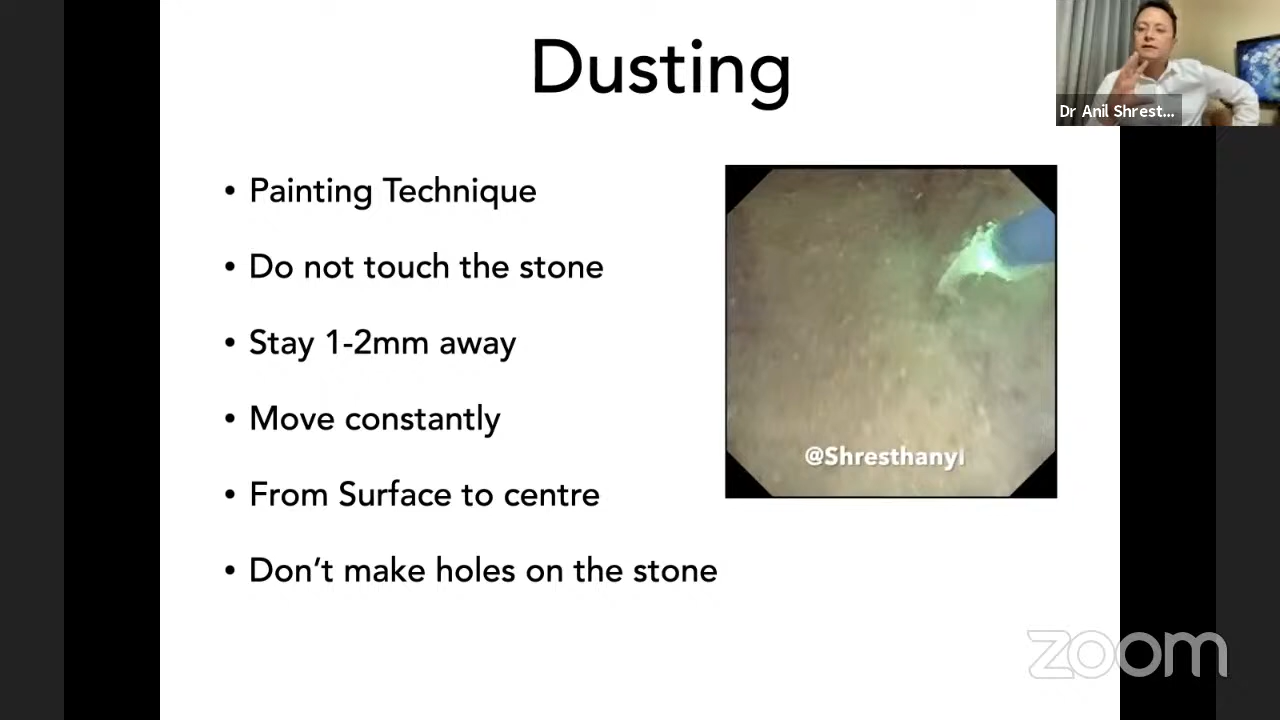 Dusting
Dr Anil Shrest...
• Painting Technique
• Do not touch the stone
• Stay 1-2mm away
• Move constantly
• From Surface to centre
• Don't make holes on the stone
@Shresthanyl
zoom